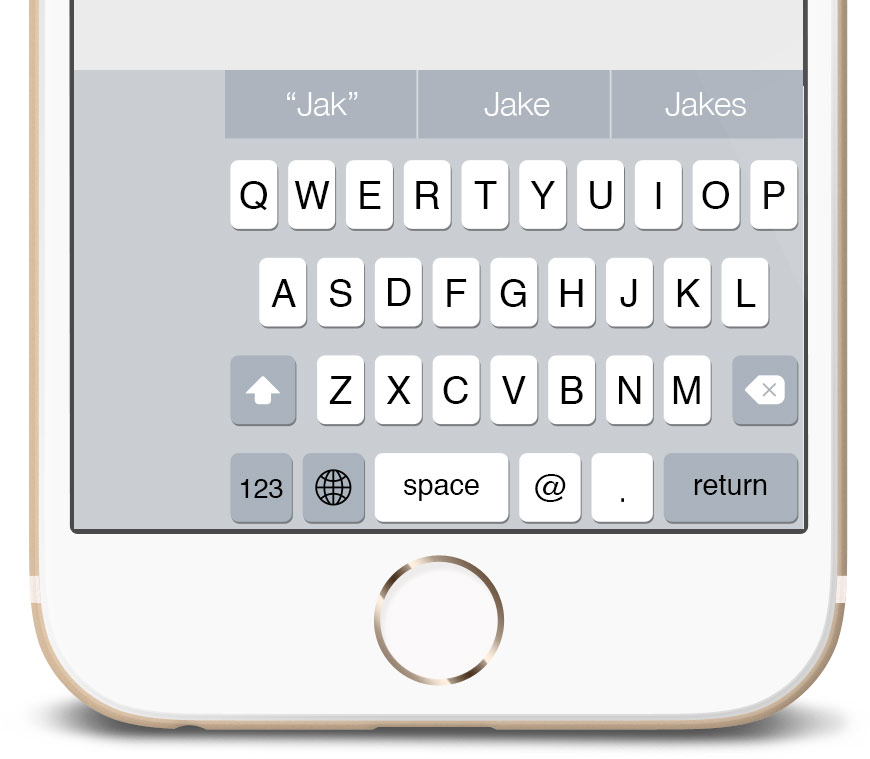 “Jak” Jake Jakes
Q W E R T Y U I O P
A S D F G H J K L
Z X C V B N M
123 space @ . return